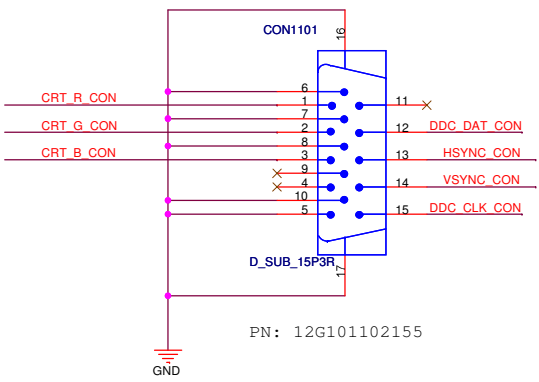 CON1101
16
6
CRT_R_CON 1 11
7
CRT_G_CON 2 12 DDC_DAT_CON
8
CRT_B_CON 3 13 HSYNC_CON
9
4 14 VSYNC_CON
10
5 15 DDC_CLK_CON
D_SUB_15P3R
17
PN: 12G101102155
GND